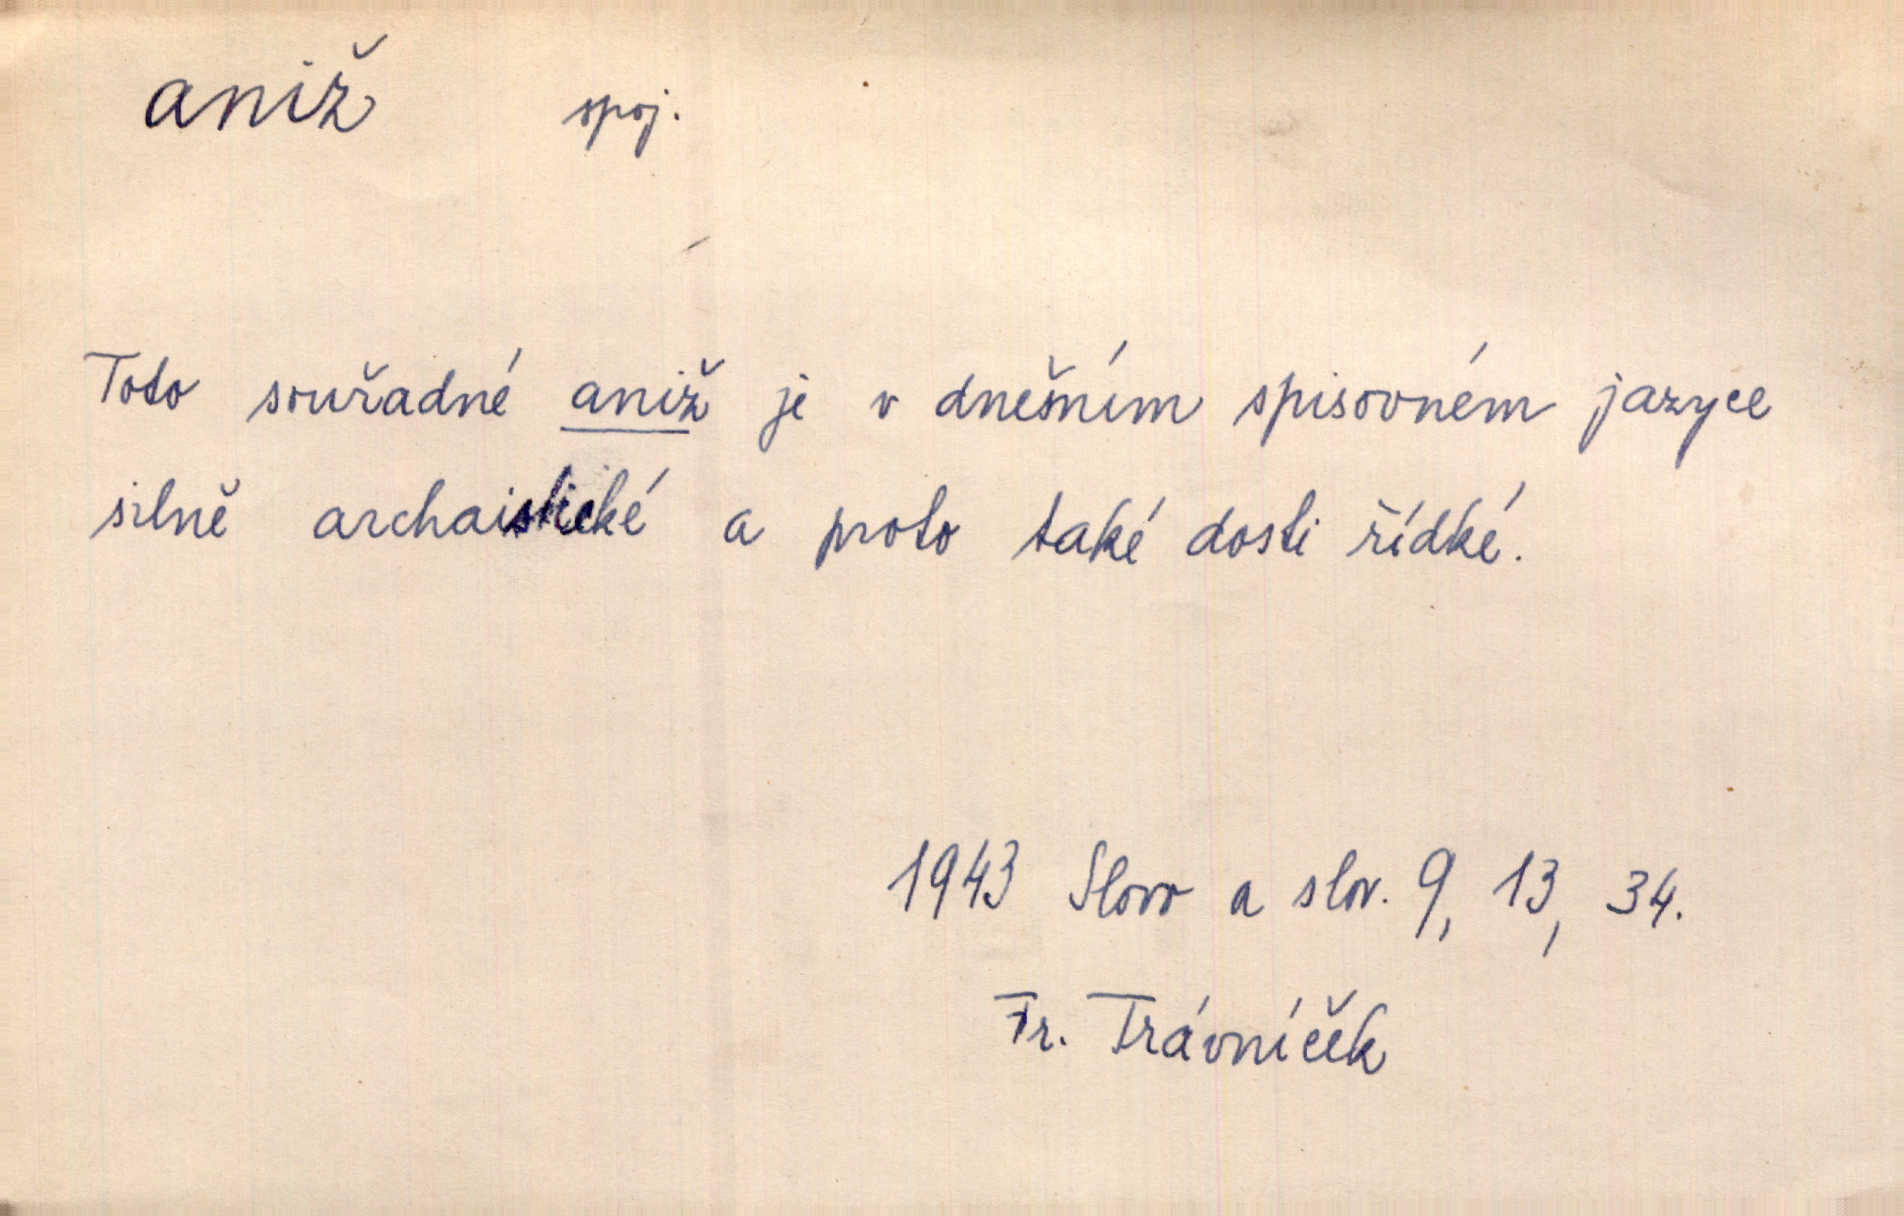 aniž spoj.
Toto souřadné aniž je v dnešním spisovném jazyce
silně archaistické a proto také dosti řídké.
1943 Slovo a slov. 9, 13, 34.
Fr. Trávníček